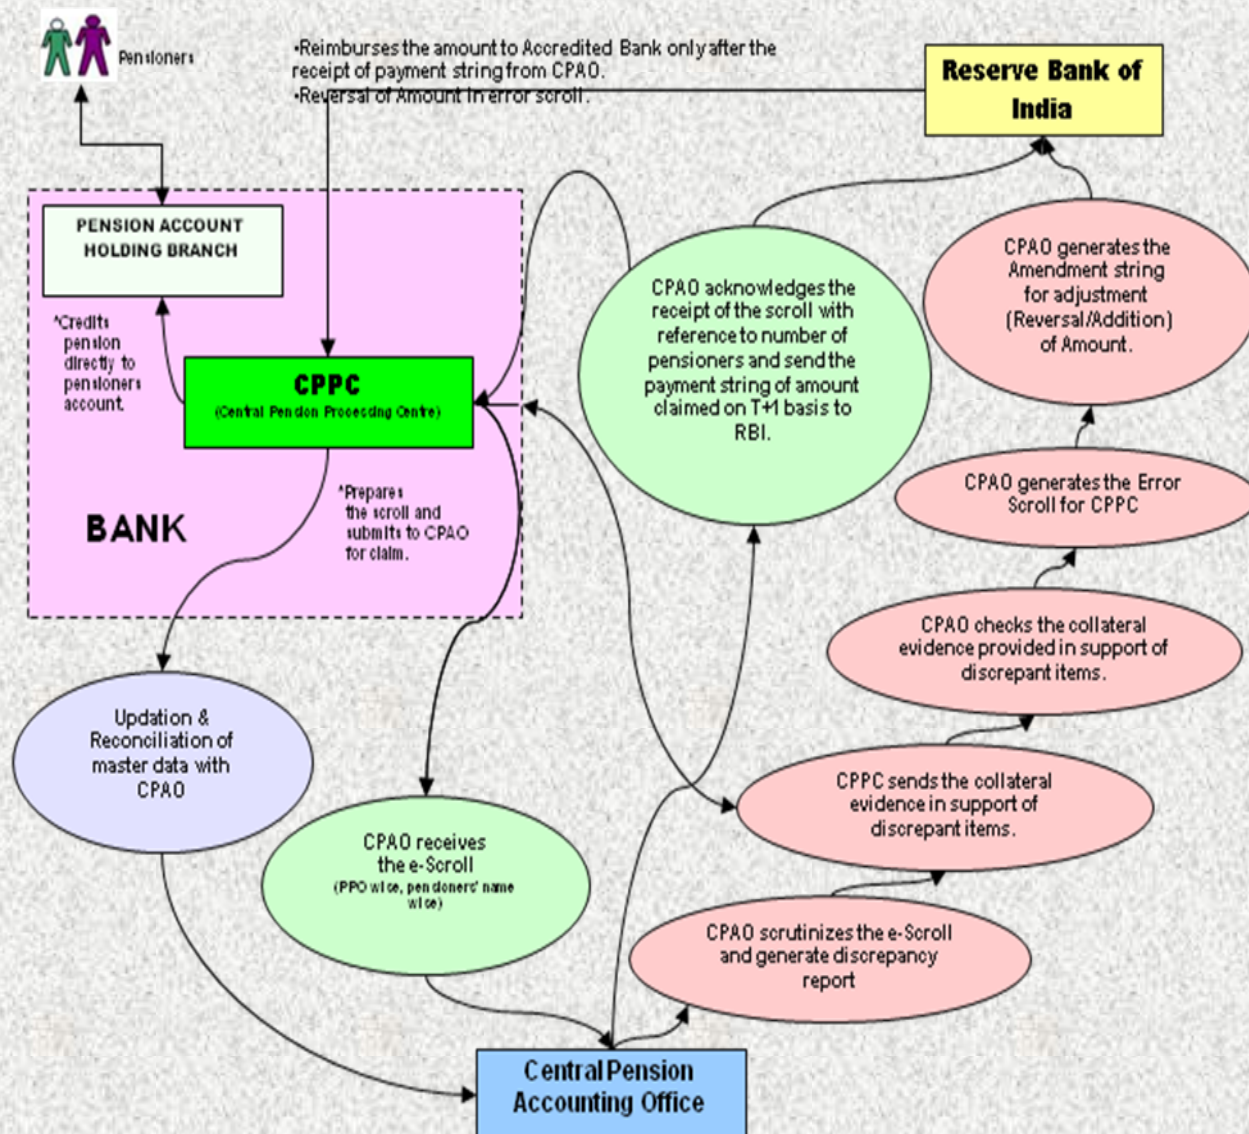 Pensioners
•Reimburses the amount to Accredited Bank only after the
receipt of payment string from CPAO.
•Reversal of Amount in error scroll.
Reserve Bank of
India
PENSION ACCOUNT
HOLDING BRANCH
*Credits
pension
directly to
pensioners
account.
CPPC
(Central Pension Processing Centre)
*Prepares
the scroll and
submits to CPAO
for claim.
BANK
CPAO acknowledges the
receipt of the scroll with
reference to number of
pensioners and send the
payment string of amount
claimed on T+1 basis to
RBI.
CPAO generates the
Amendment string
for adjustment
(Reversal/Addition)
of Amount.
CPAO generates the Error
Scroll for CPPC
CPAO checks the collateral
evidence provided in support of
discrepant items.
CPPC sends the collateral
evidence in support of
discrepant items.
CPAO scrutinizes the e-Scroll
and generate discrepancy
report
Updation &
Reconciliation of
master data with
CPAO
CPAO receives
the e-Scroll
(PPO wise, pensioners' name
wise)
Central Pension
Accounting Office